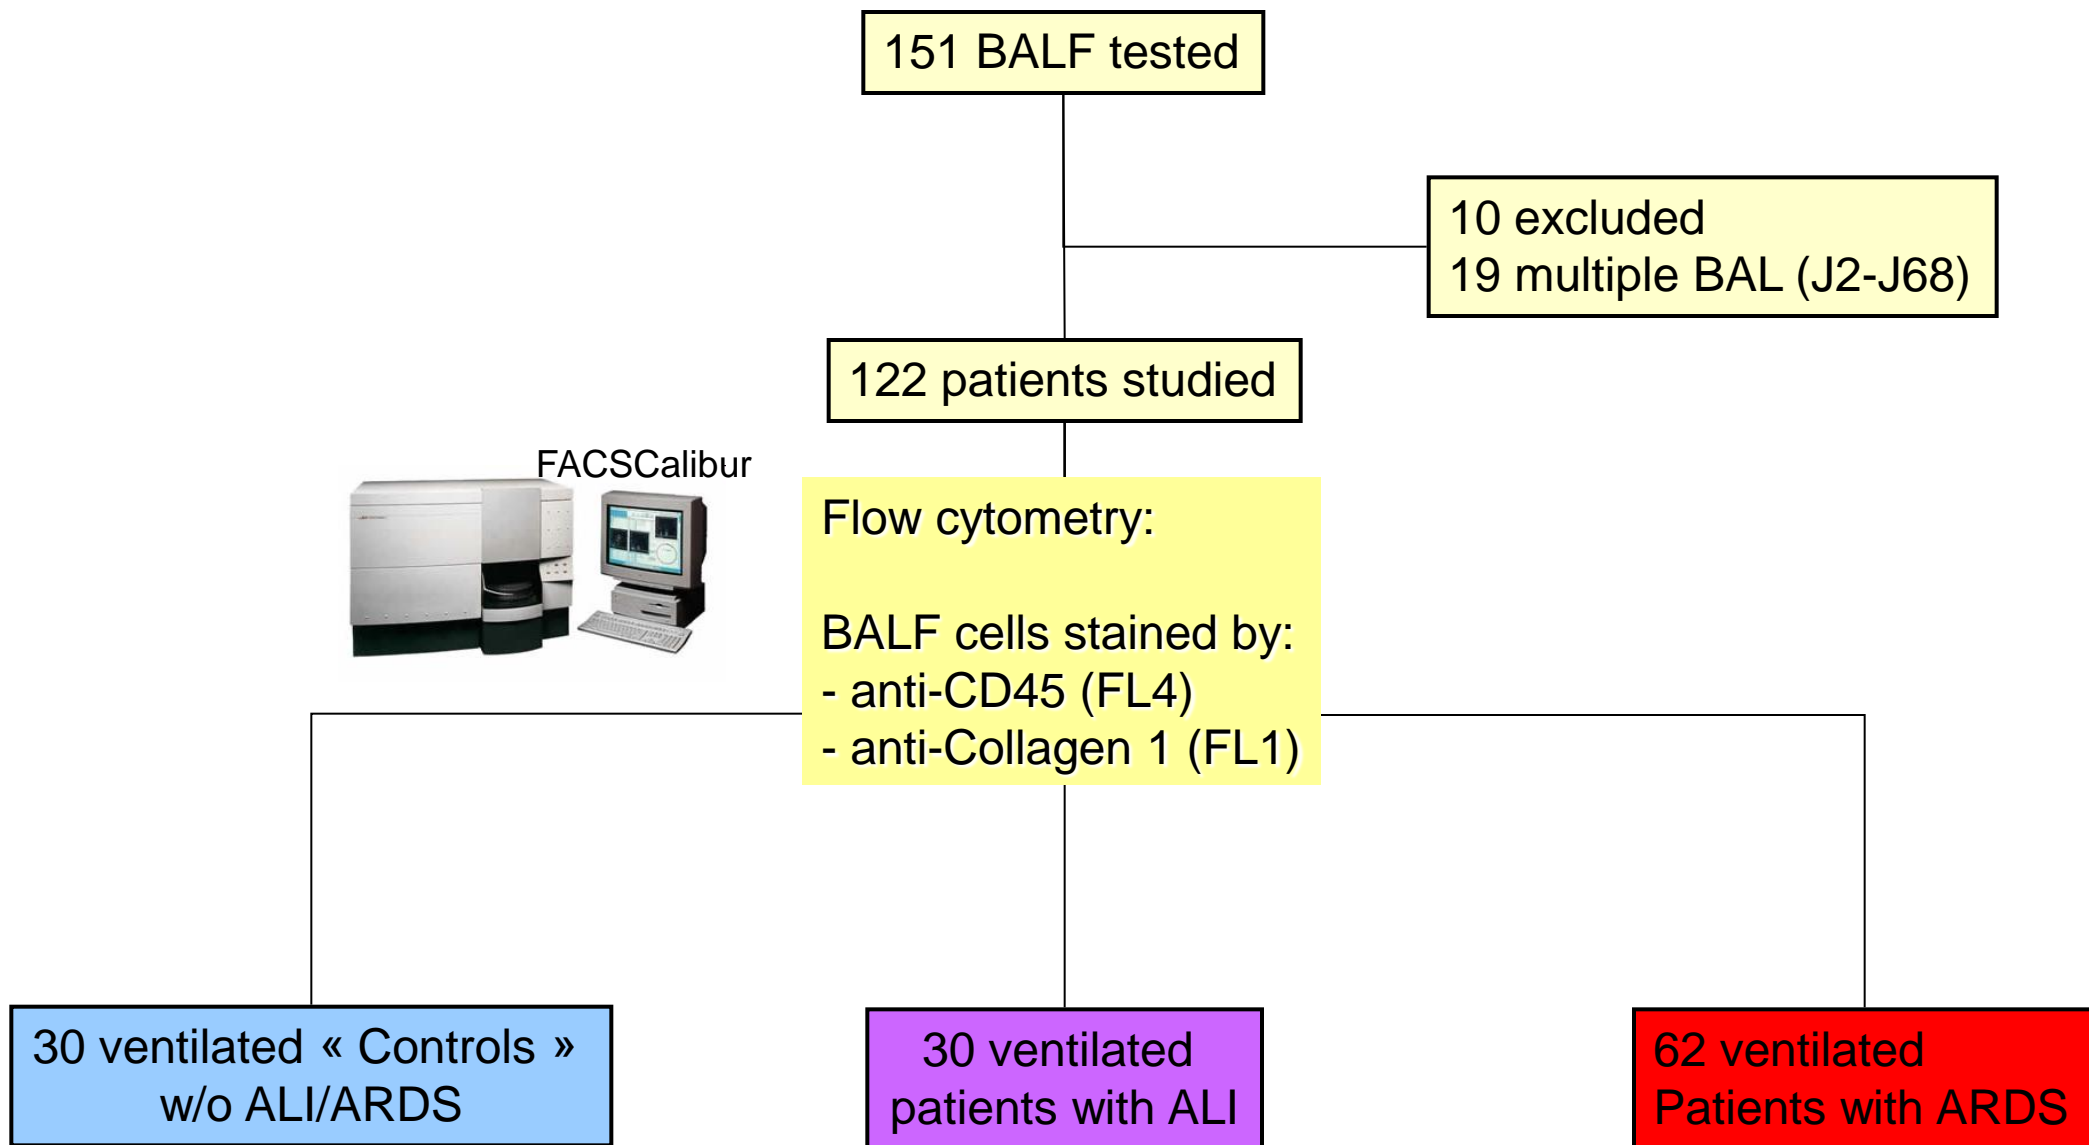 151 BALF tested
10 excluded
19 multiple BAL (J2-J68)
122 patients studied
FACSCalibur
Flow cytometry:
BALF cells stained by:
- anti-CD45 (FL4)
- anti-Collagen 1 (FL1)
30 ventilated « Controls »
w/o ALI/ARDS
30 ventilated
patients with ALI
62 ventilated
Patients with ARDS